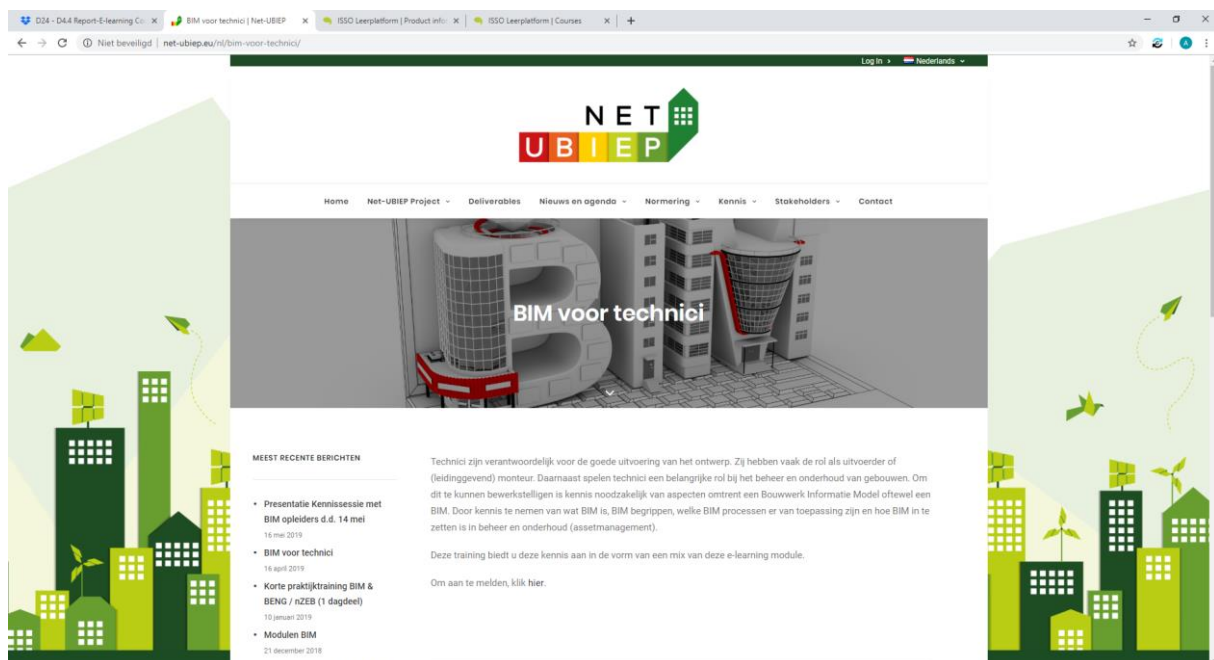 D24 - D4.4 Report-E-learning Co
BIM voor technici | Net-UBIEP
ISSO Leerplatform | Product infor
ISSO Leerplatform | Courses
Niet beveiligd | net-ubiep.eu/nl/bim-voor-technici/
A
Log In
Nederlands
NET
UBIEP
Home Net-UBIEP Project Deliverables Nieuws en agenda Normering Kennis Stakeholders Contact
BIM voor technici
MEEST RECENTE BERICHTEN
• Presentatie Kennissessie met
BIM opleiders d.d. 14 mei
16 mei 2019
• BIM voor technici
16 april 2019
• Korte praktijktraining BIM &
BENG / nZEB (1 dagdeel)
10 januari 2019
• Modulen BIM
21 december 2018
Technici zijn verantwoordelijk voor de goede uitvoering van het ontwerp. Zij hebben vaak de rol als uitvoerder of
(leidinggevend) monteur. Daarnaast spelen technici een belangrijke rol bij het beheer en onderhoud van gebouwen. Om
dit te kunnen bewerkstelligen is kennis noodzakelijk van aspecten omtrent een Bouwwerk Informatie Model oftewel een
BIM. Door kennis te nemen van wat BIM is, BIM begrippen, welke BIM processen er van toepassing zijn en hoe BIM in te
zetten is in beheer en onderhoud (assetmanagement).
Deze training biedt u deze kennis aan in de vorm van een mix van deze e-learning module.
Om aan te melden, klik hier.